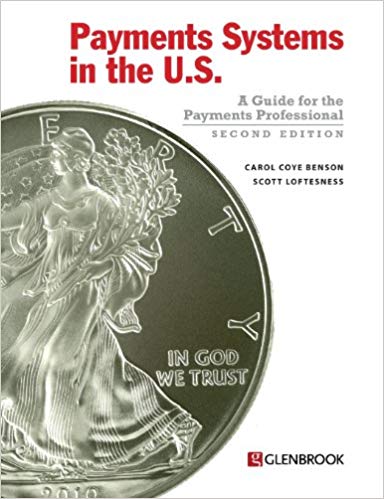 Payments Systems
in the U.S.
A Guide for the
Payments Professional
SECOND EDITION
CAROL COYE BENSON
SCOTT LOFTESNESS
E R T Y
IN GOD
WE TRUST
2010
g GLENBROOK